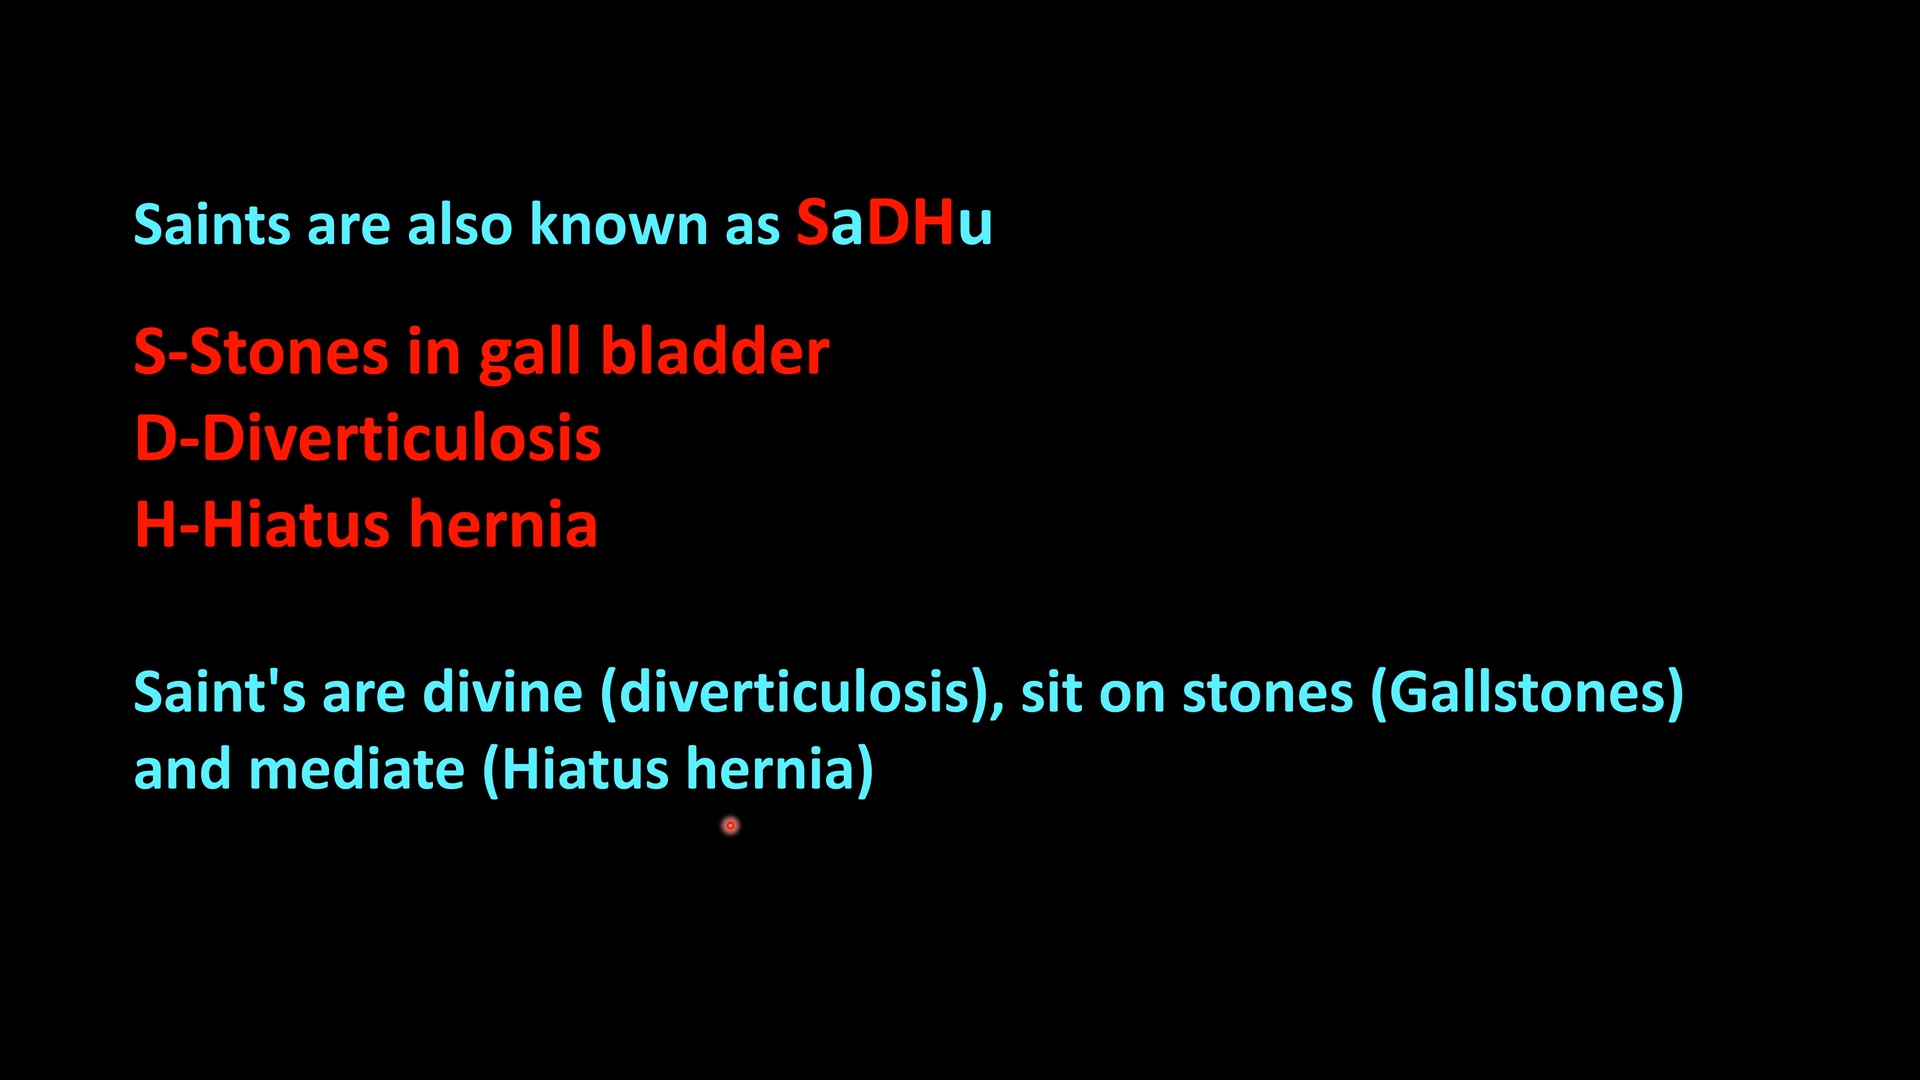 Saints are also known as SaDHu
S-Stones in gall bladder
D-Diverticulosis
H-Hiatus hernia
Saint's are divine (diverticulosis), sit on stones (Gallstones)
and mediate (Hiatus hernia)